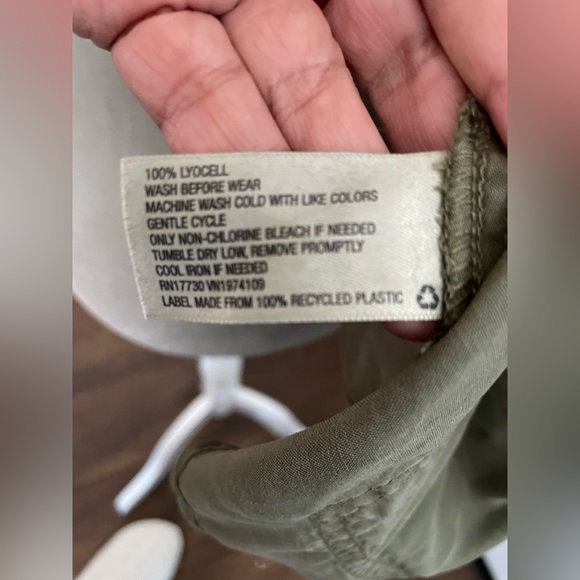 100% LYOCELL
WASH BEFORE WEAR
MACHINE WASH COLD WITH LIKE COLORS
GENTLE CYCLE
ONLY NON-CHLORINE BLEACH IF NEEDED
TUMBLE DRY LOW, REMOVE PROMPTLY
COOL IRON IF NEEDED
RN17730 VN1974109
LABEL MADE FROM 100% RECYCLED PLASTIC